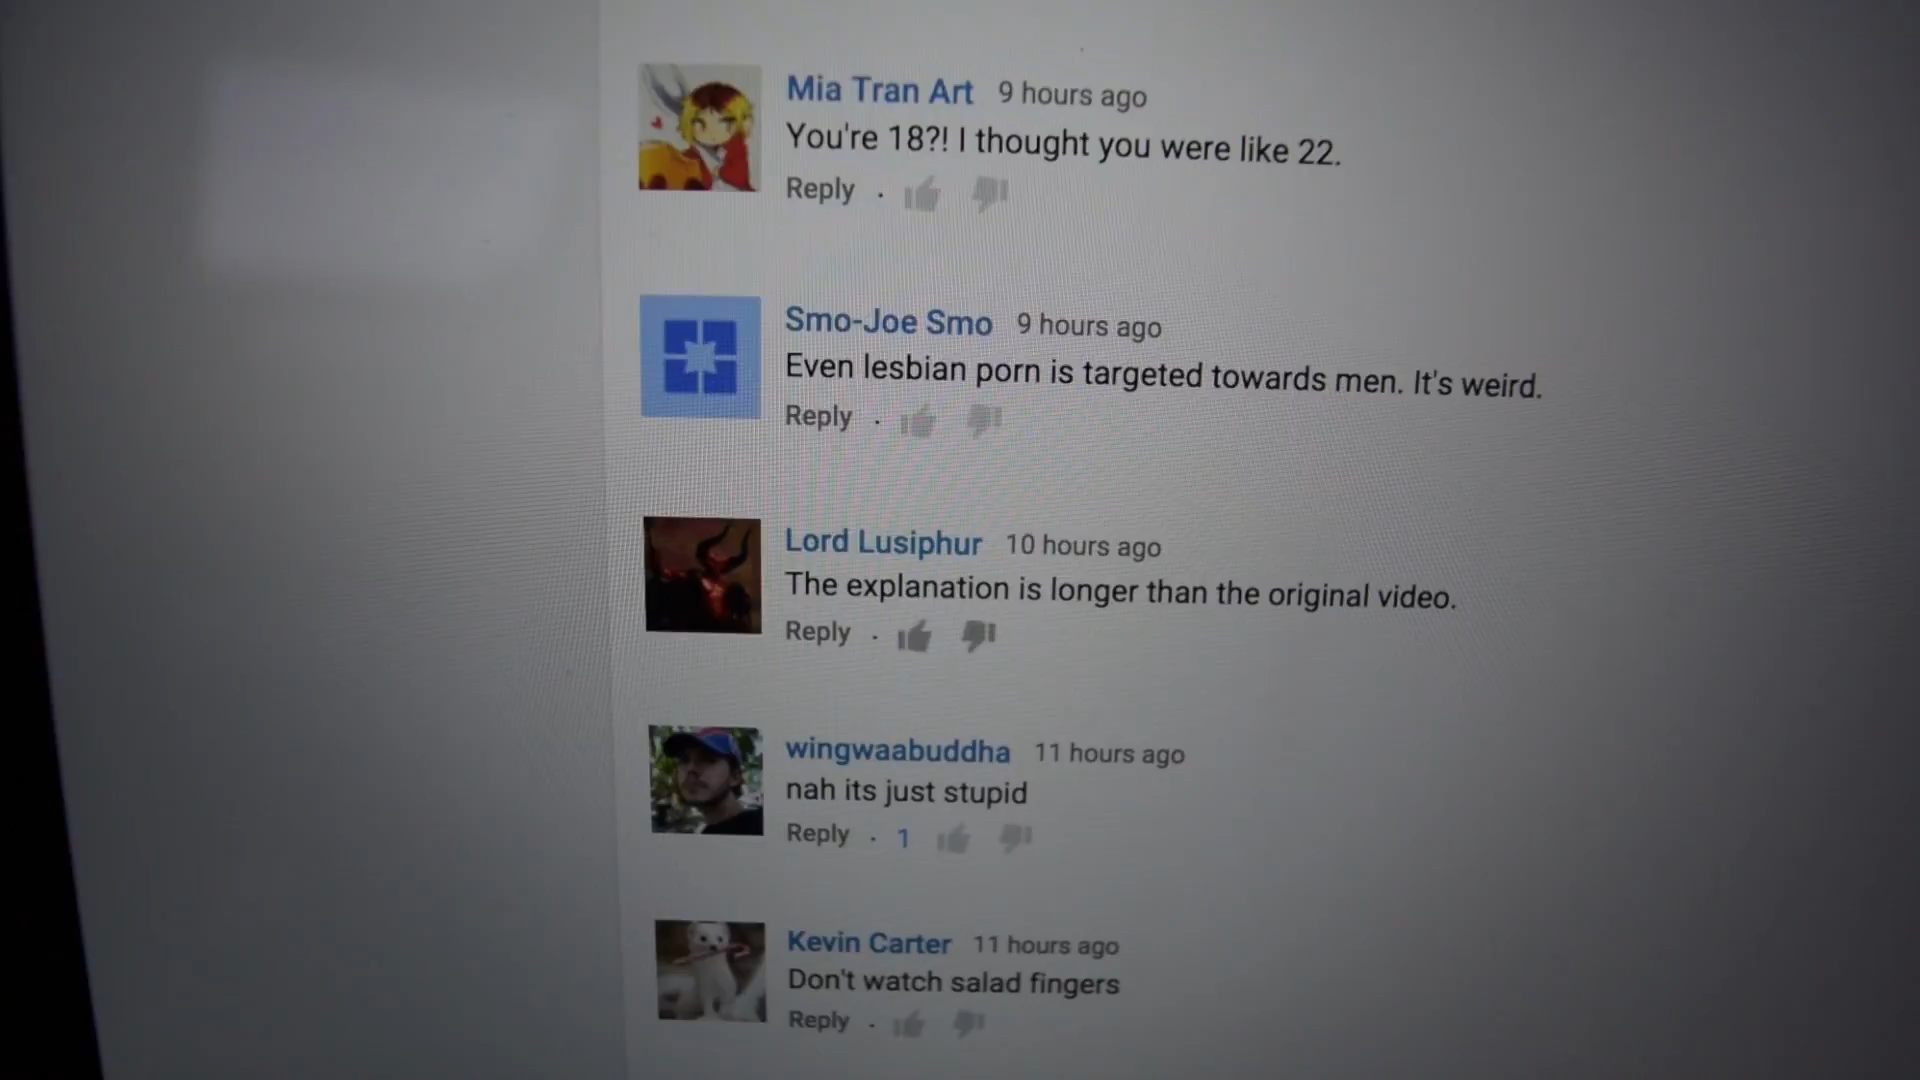 Mia Tran Art 9 hours ago
You're 18?! I thought you were like 22.
Reply ·
Smo-Joe Smo 9 hours ago
Even lesbian porn is targeted towards men. It's weird.
Reply ·
Lord Lusiphur 10 hours ago
The explanation is longer than the original video.
Reply ·
wingwaabuddha 11 hours ago
nah its just stupid
Reply · 1
Kevin Carter 11 hours ago
Don't watch salad fingers
Reply ·